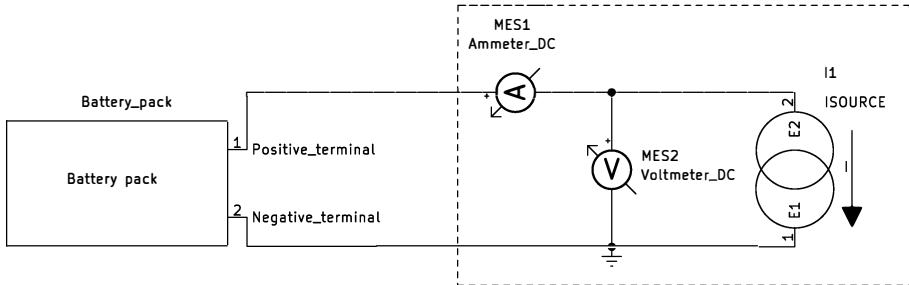 MES1
Ammeter_DC
+
A
I1
ISOURCE
2
E2
Battery_pack
1
Positive_terminal
Battery pack
+
V
MES2
Voltmeter_DC
I
2
Negative_terminal
E1
1